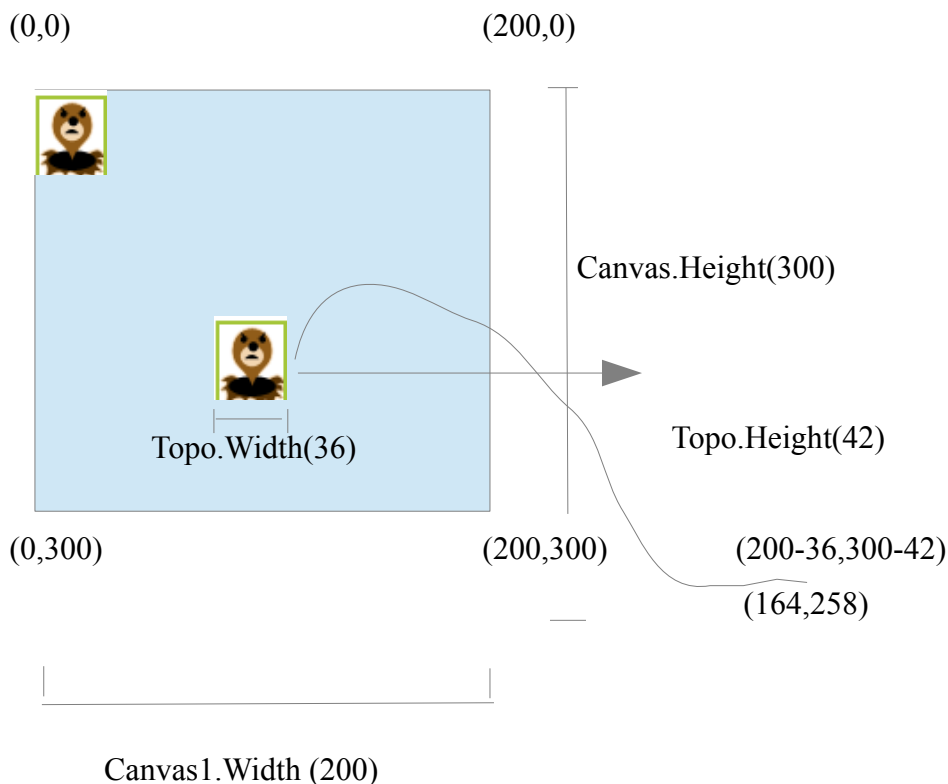 (0,0)
(200,0)
Canvas.Height(300)
Topo.Width(36)
Topo.Height(42)
(0,300)
(200,300)
(200-36,300-42)
(164,258)
Canvas1.Width (200)